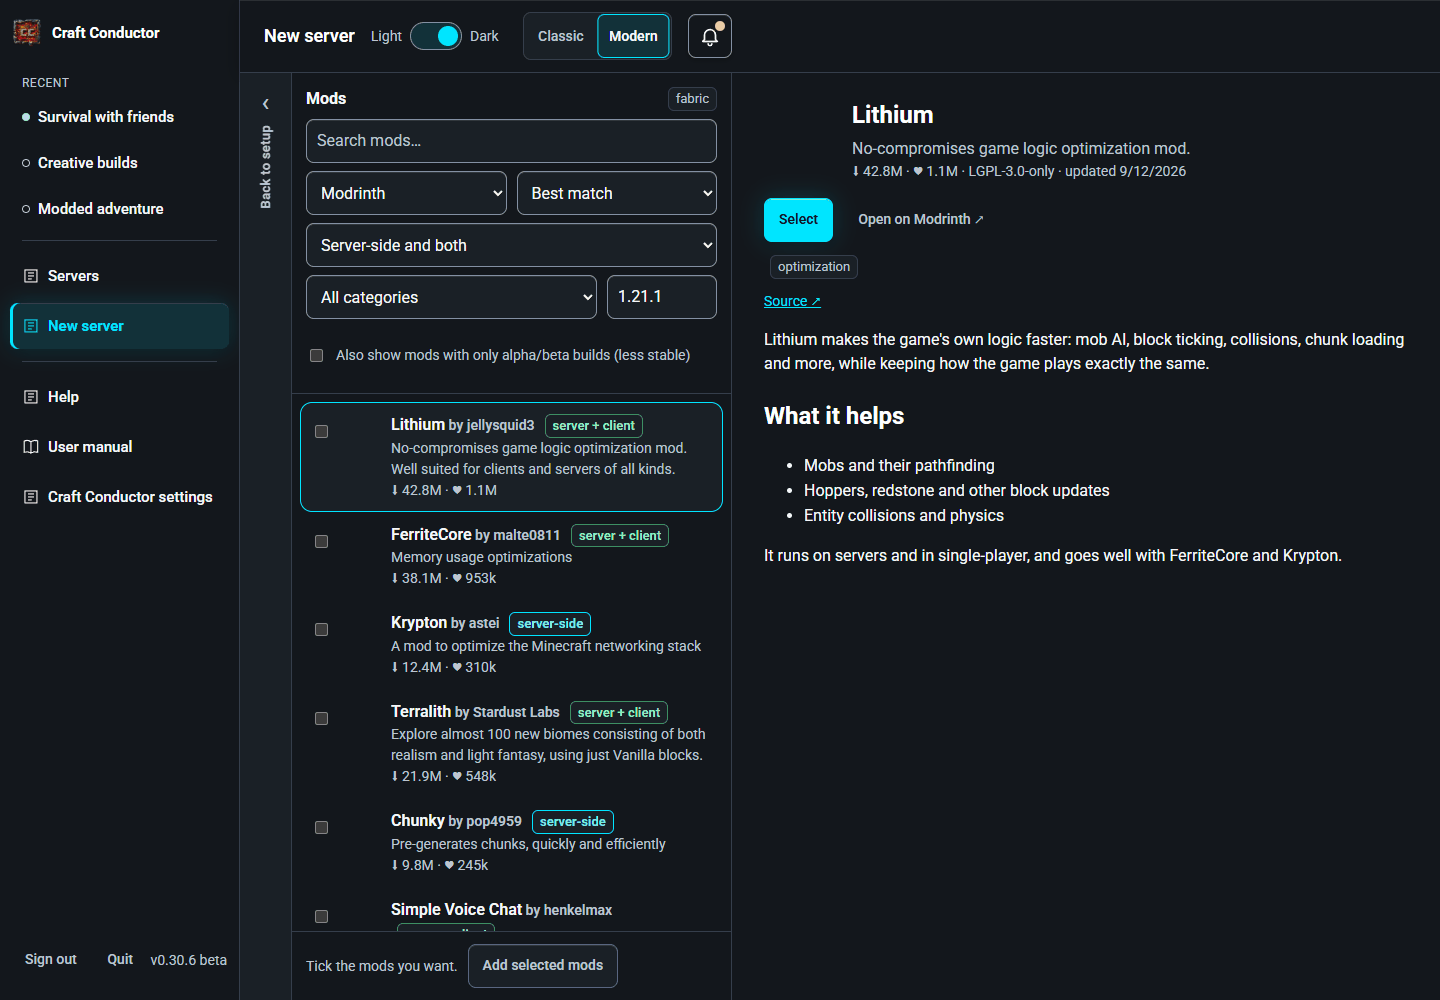 Craft Conductor
RECENT
Survival with friends
Creative builds
Modded adventure
Servers
New server
Help
User manual
Craft Conductor settings
Sign out
Quit
v0.30.6 beta
New server
Light
Dark
Classic
Modern
Back to setup
Mods
fabric
Search mods…
Modrinth
Best match
Server-side and both
All categories
1.21.1
Also show mods with only alpha/beta builds (less stable)
Lithium by jellysquid3 server + client
No-compromises game logic optimization mod.
Well suited for clients and servers of all kinds.
⬇ 42.8M · ♥ 1.1M
FerriteCore by malte0811 server + client
Memory usage optimizations
⬇ 38.1M · ♥ 953k
Krypton by astei server-side
A mod to optimize the Minecraft networking stack
⬇ 12.4M · ♥ 310k
Terralith by Stardust Labs server + client
Explore almost 100 new biomes consisting of both
realism and light fantasy, using just Vanilla blocks.
⬇ 21.9M · ♥ 548k
Chunky by pop4959 server-side
Pre-generates chunks, quickly and efficiently
⬇ 9.8M · ♥ 245k
Simple Voice Chat by henkelmax
Tick the mods you want.
Add selected mods
Lithium
No-compromises game logic optimization mod.
⬇ 42.8M · ♥ 1.1M · LGPL-3.0-only · updated 9/12/2026
Select
Open on Modrinth ↗
optimization
Source ↗
Lithium makes the game's own logic faster: mob AI, block ticking, collisions, chunk loading
and more, while keeping how the game plays exactly the same.
What it helps
• Mobs and their pathfinding
• Hoppers, redstone and other block updates
• Entity collisions and physics
It runs on servers and in single-player, and goes well with FerriteCore and Krypton.